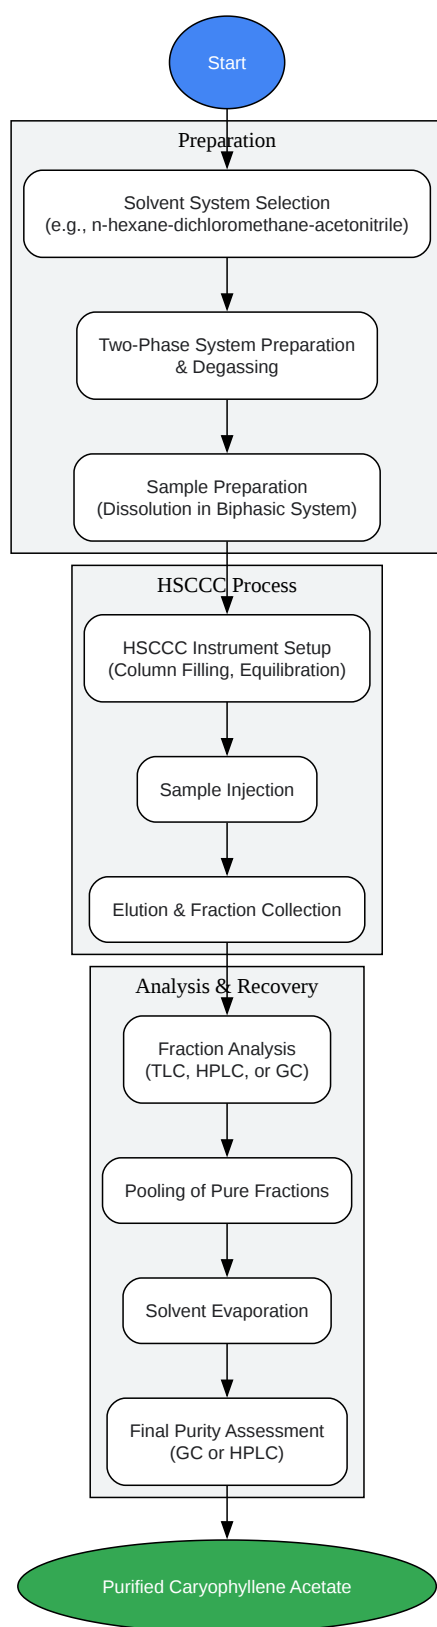 Start
Preparation
Solvent System Selection
(e.g., n-hexane-dichloromethane-acetonitrile)
Two-Phase System Preparation
& Degassing
Sample Preparation
(Dissolution in Biphasic System)
HSCCC Process
HSCCC Instrument Setup
(Column Filling, Equilibration)
Sample Injection
Elution & Fraction Collection
Analysis & Recovery
Fraction Analysis
(TLC, HPLC, or GC)
Pooling of Pure Fractions
Solvent Evaporation
Final Purity Assessment
(GC or HPLC)
Purified Caryophyllene Acetate